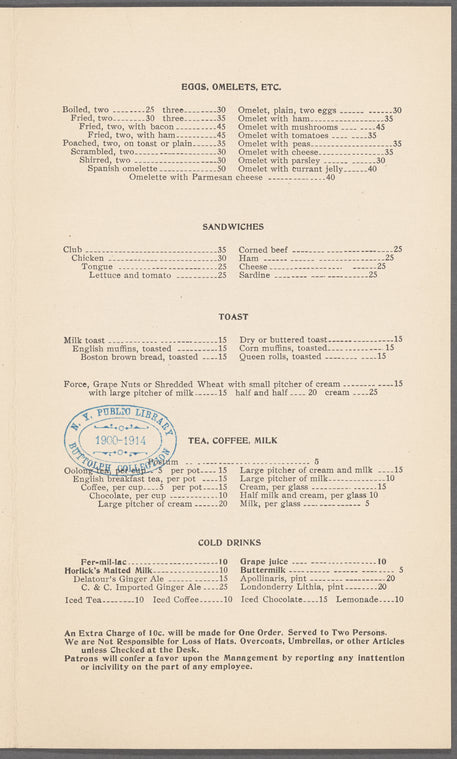 EGGS, OMELETS, ETC.
Boiled, two --------25 three--------30
Fried, two--------30 three--------35
Fried, two, with bacon ----------45
Fried, two, with ham----------45
Poached, two, on toast or plain------35
Scrambled, two--------------------30
Shirred, two --------------------30
Spanish omelette--------------50
Omelet, plain, two eggs ------ ------30
Omelet with ham------------------35
Omelet with mushrooms ---- ----45
Omelet with tomatoes ---- ----35
Omelet with peas--------------------35
Omelet with cheese----------------35
Omelet with parsley ------ ------30
Omelet with currant jelly------40
Omelette with Parmesan cheese --------------40
SANDWICHES
Club --------------------------------35
Chicken --------------------------30
Tongue ------------------------25
Lettuce and tomato ----------25
Corned beef -------- ---- ----------25
Ham ---- -------- ---- ----------25
Cheese------------------ ------25
Sardine -------- ---- ----------25
TOAST
Milk toast --------------------------15
English muffins, toasted ----------15
Boston brown bread, toasted ----15
Dry or buttered toast----------------15
Corn muffins, toasted-------------- 15
Queen rolls, toasted ------ ----15
Force, Grape Nuts or Shredded Wheat with small pitcher of cream -------- ----15
with large pitcher of milk------15 half and half---- 20 cream ----25
N. Y. PUBLIC LIBRARY
1900-1914
BUTTOLPH COLLECTION
TEA, COFFEE, MILK
-------------------------- 5
Oolong tea, per cup-- 5 per pot---- 15
English breakfast tea, per pot ----15
Coffee, per cup----5 per pot----15
Chocolate, per cup ------------10
Large pitcher of cream ------20
Large pitcher of cream and milk ----15
Large pitcher of milk--------------10
Cream, per glass ----------------15
Half milk and cream, per glass 10
Milk, per glass ---- ---------- 5
COLD DRINKS
Fer-mil-lac----------------------10
Horlick's Malted Milk----------------10
Delatour's Ginger Ale ------------15
C. & C. Imported Ginger Ale ----25
Grape juice ---- ----------------10
Buttermilk ------ ---- ---------- 5
Apollinaris, pint ------------------20
Londonderry Lithia, pint--------20
Iced Tea--------10 Iced Coffee------10 Iced Chocolate----15 Lemonade----10
An Extra Charge of 10c. will be made for One Order, Served to Two Persons.
We are Not Responsible for Loss of Hats, Overcoats, Umbrellas, or other Articles
unless Checked at the Desk.
Patrons will confer a favor upon the Management by reporting any inattention
or incivility on the part of any employee.